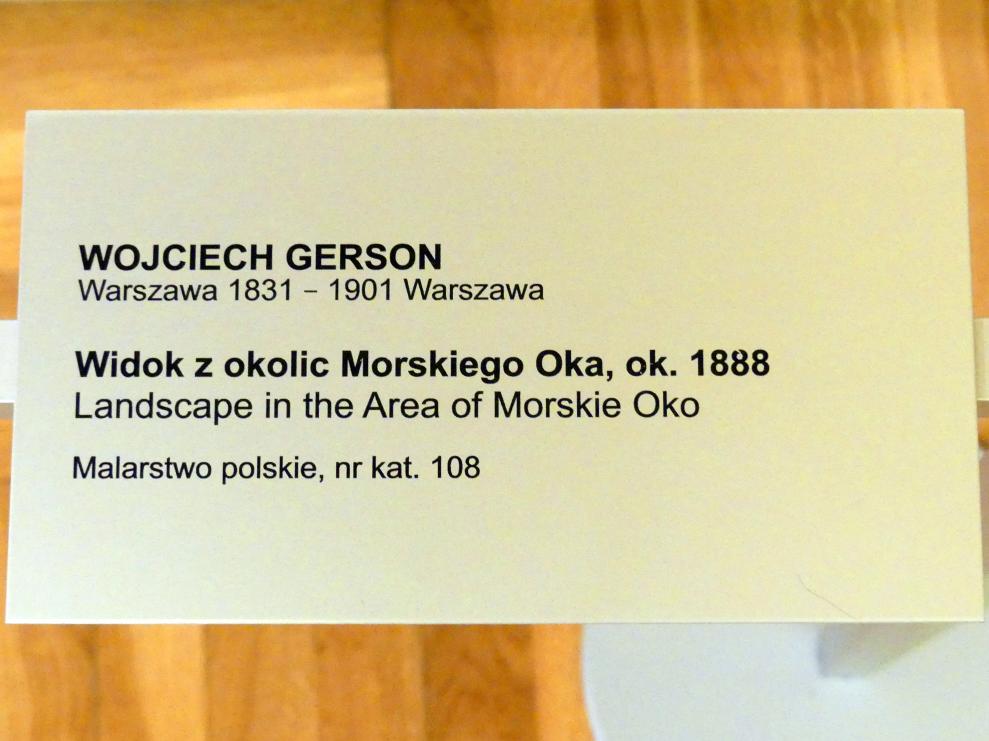 WOJCIECH GERSON
Warszawa 1831 – 1901 Warszawa
Widok z okolic Morskiego Oka, ok. 1888
Landscape in the Area of Morskie Oko
Malarstwo polskie, nr kat. 108